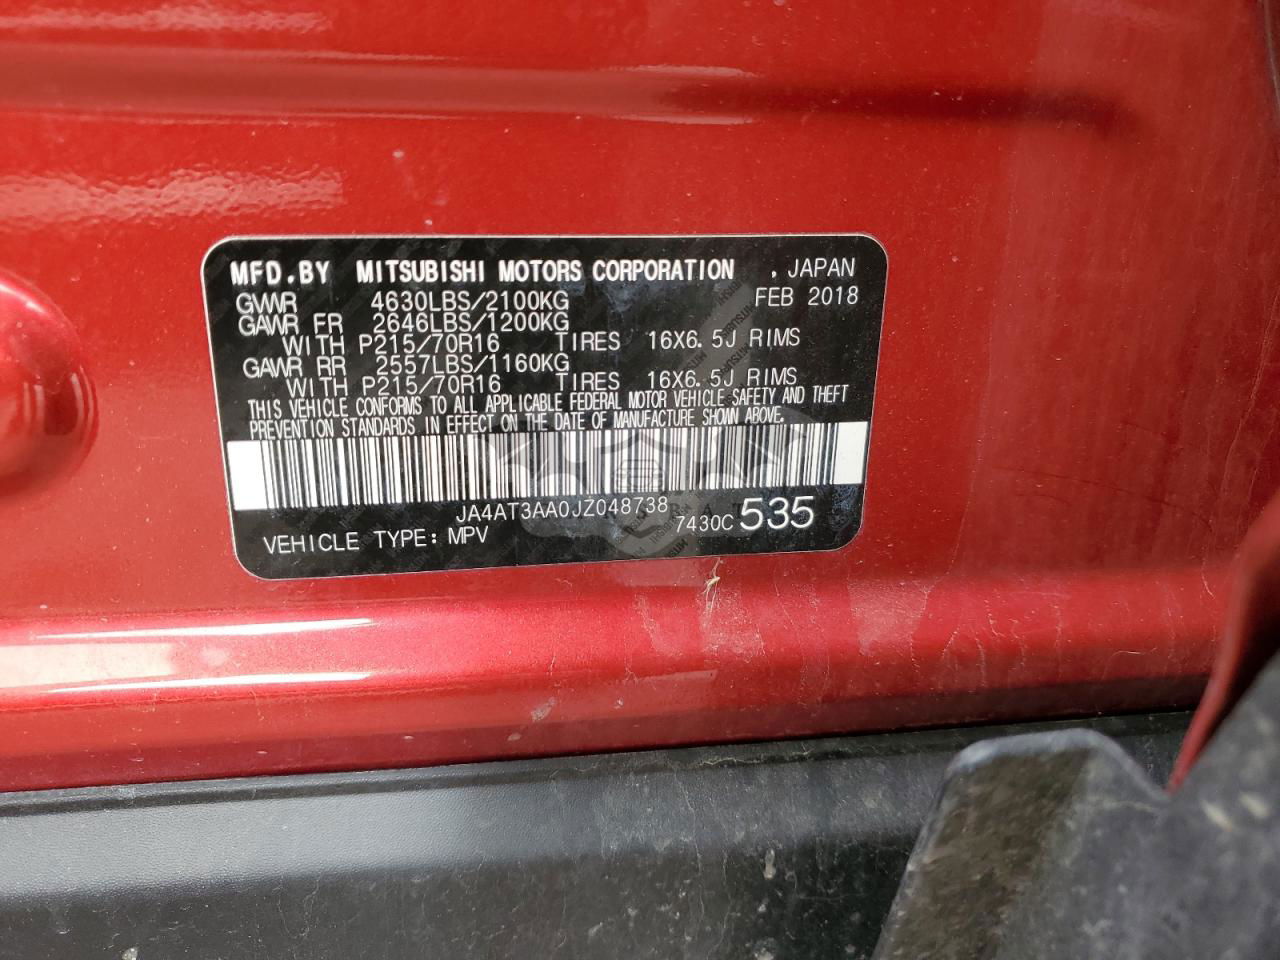 MFD.BY MITSUBISHI MOTORS CORPORATION , JAPAN
GVWR 4630LBS/2100KG FEB 2018
GAWR FR 2646LBS/1200KG
WITH P215/70R16 TIRES 16X6.5J RIMS
GAWR RR 2557LBS/1160KG
WITH P215/70R16 TIRES 16X6.5J RIMS
THIS VEHICLE CONFORMS TO ALL APPLICABLE FEDERAL MOTOR VEHICLE SAFETY AND THEFT
PREVENTION STANDARDS IN EFFECT ON THE DATE OF MANUFACTURE SHOWN ABOVE.
JA4AT3AA0JZ048738 7430C 535
VEHICLE TYPE: MPV